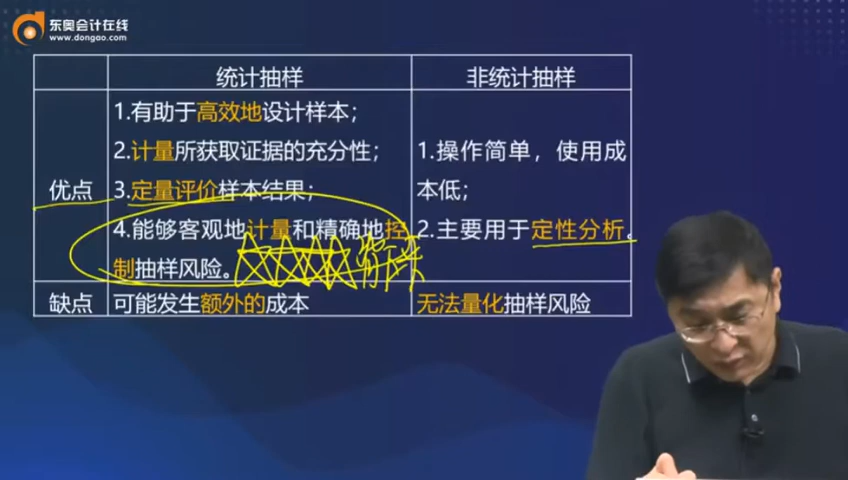 东奥会计在线
www.dongao.com
统计抽样
非统计抽样
优点
1.有助于高效地设计样本；
2.计量所获取证据的充分性；
3.定量评价样本结果；
4.能够客观地计量和精确地控
制抽样风险。
1.操作简单，使用成
本低；
2.主要用于定性分析。
缺点
可能发生额外的成本
无法量化抽样风险